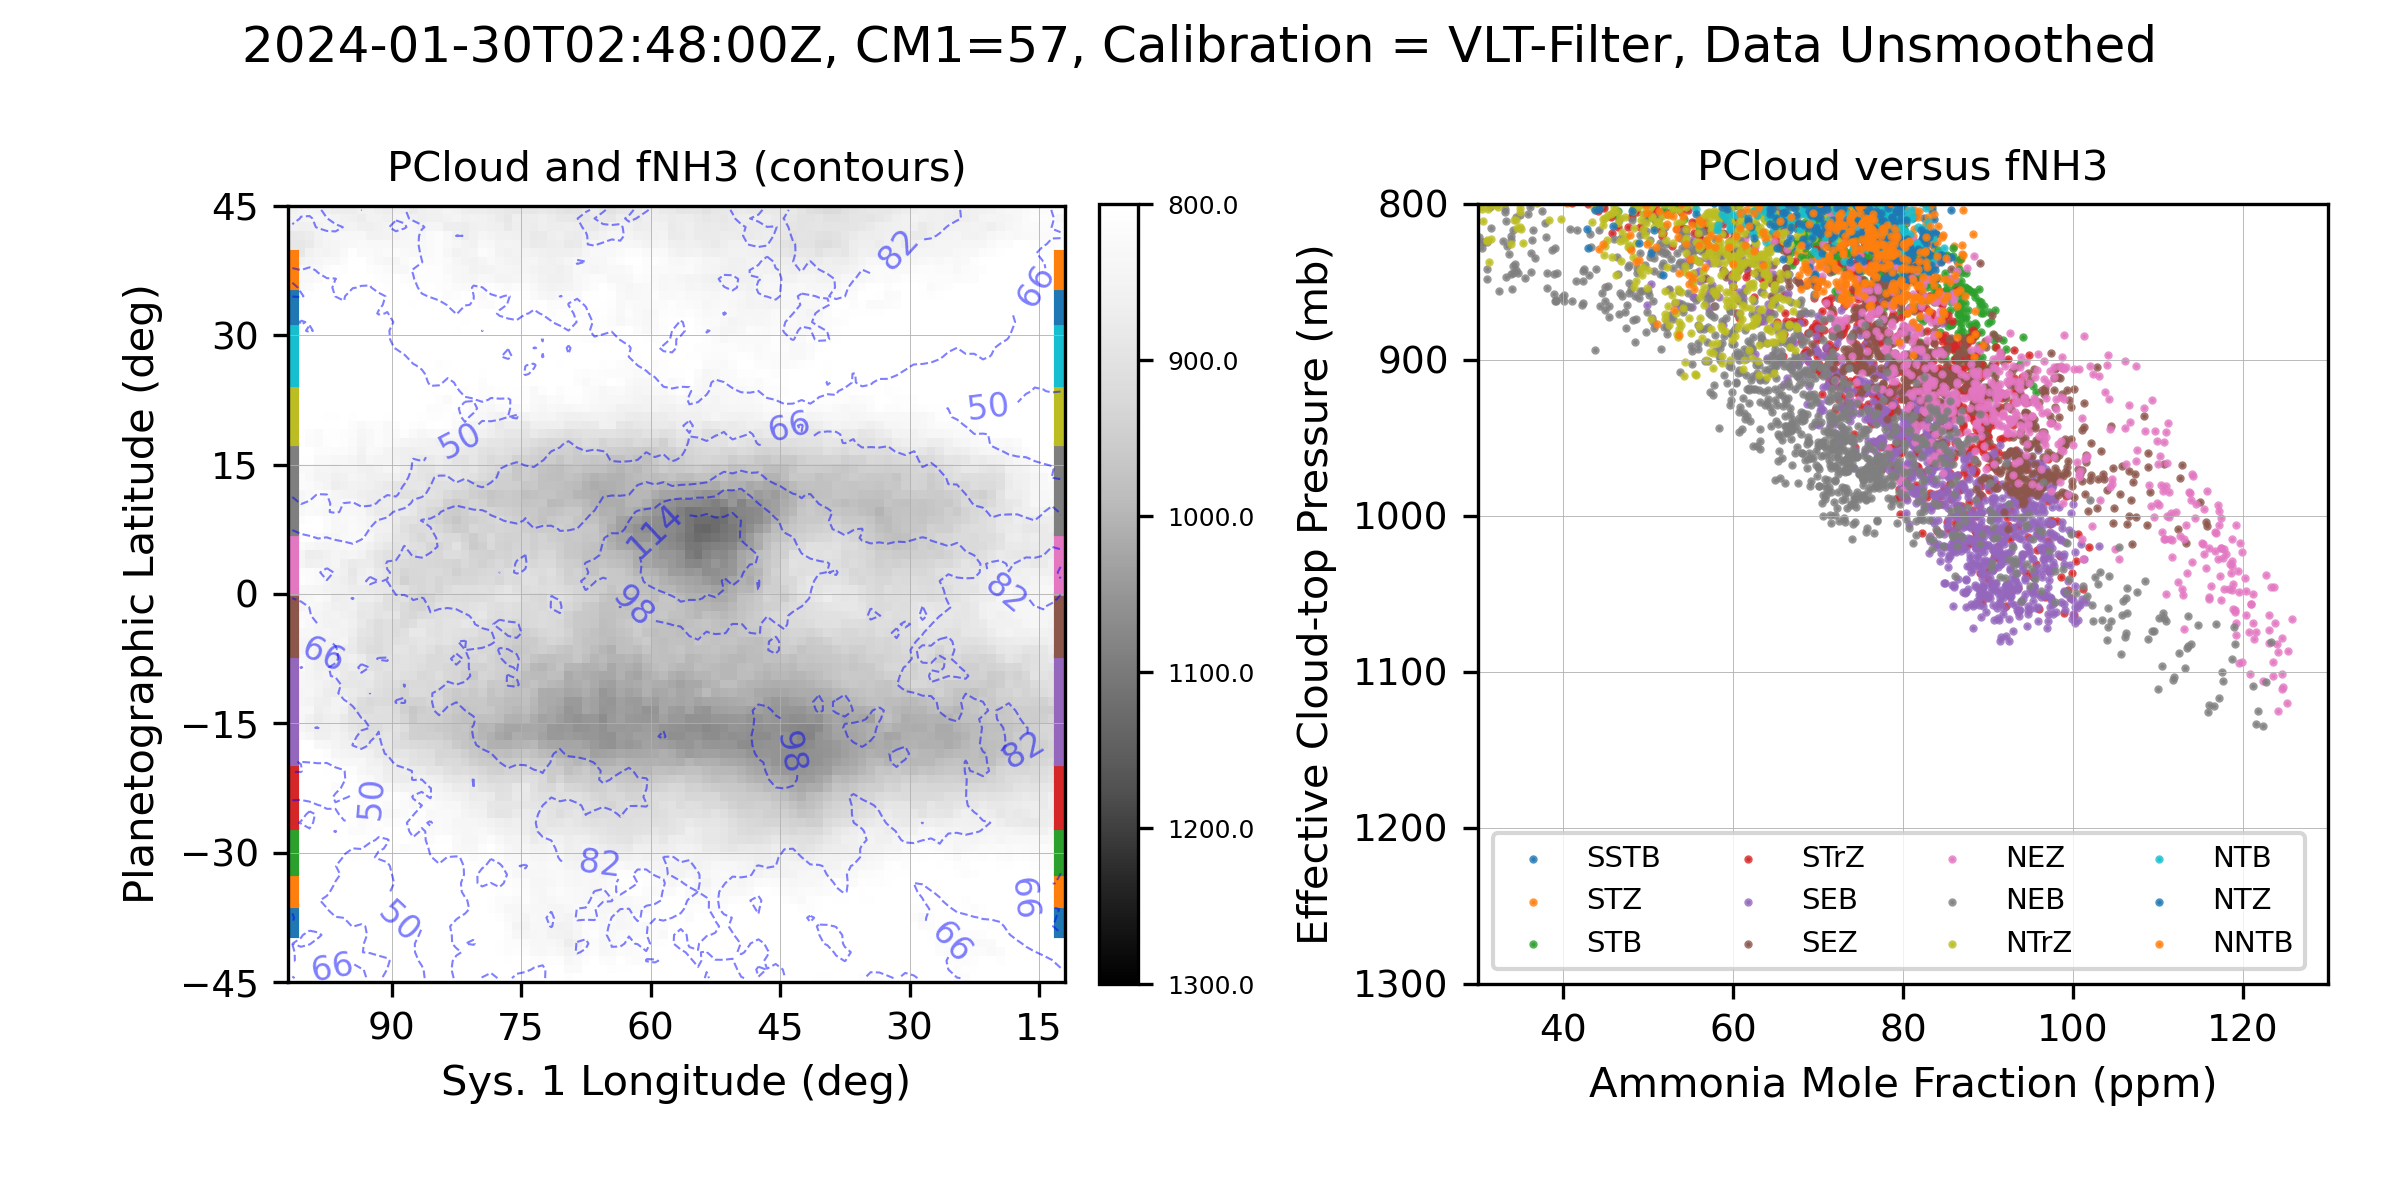 2024-01-30T02:48:00Z, CM1=57, Calibration = VLT-Filter, Data Unsmoothed
PCloud and fNH3 (contours)
Planetographic Latitude (deg)
45
30
15
0
−15
−30
−45
90
75
60
45
30
15
Sys. 1 Longitude (deg)
82
66
50
66
50
114
98
82
66
98
82
50
82
66
50
66
66
800.0
900.0
1000.0
1100.0
1200.0
1300.0
PCloud versus fNH3
Effective Cloud-top Pressure (mb)
800
900
1000
1100
1200
1300
SSTB
STZ
STB
STrZ
SEB
SEZ
NEZ
NEB
NTrZ
NTB
NTZ
NNTB
40
60
80
100
120
Ammonia Mole Fraction (ppm)